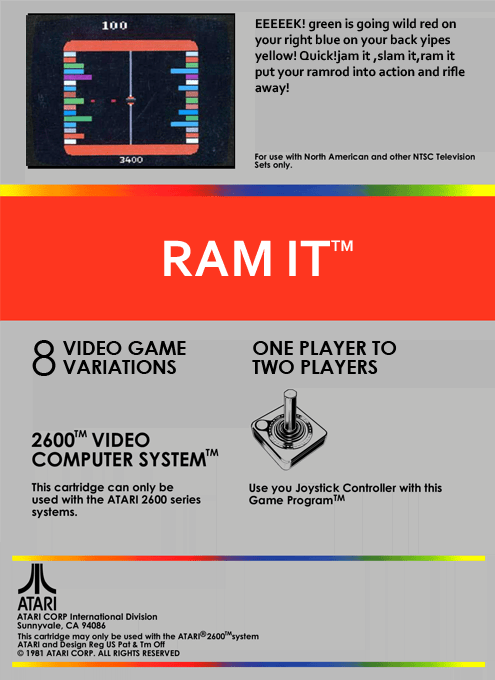 100
3400
EEEEEK! green is going wild red on
your right blue on your back yipes
yellow! Quick!jam it ,slam it,ram it
put your ramrod into action and rifle
away!
For use with North American and other NTSC Television
Sets only.
RAM IT™
8 VIDEO GAME
VARIATIONS
ONE PLAYER TO
TWO PLAYERS
2600™ VIDEO
COMPUTER SYSTEM™
This cartridge can only be
used with the ATARI 2600 series
systems.
Use you Joystick Controller with this
Game Program™
ATARI
ATARI CORP International Division
Sunnyvale, CA 94086
This cartridge may only be used with the ATARI®2600™system
ATARI and Design Reg US Pat & Tm Off
© 1981 ATARI CORP. ALL RIGHTS RESERVED